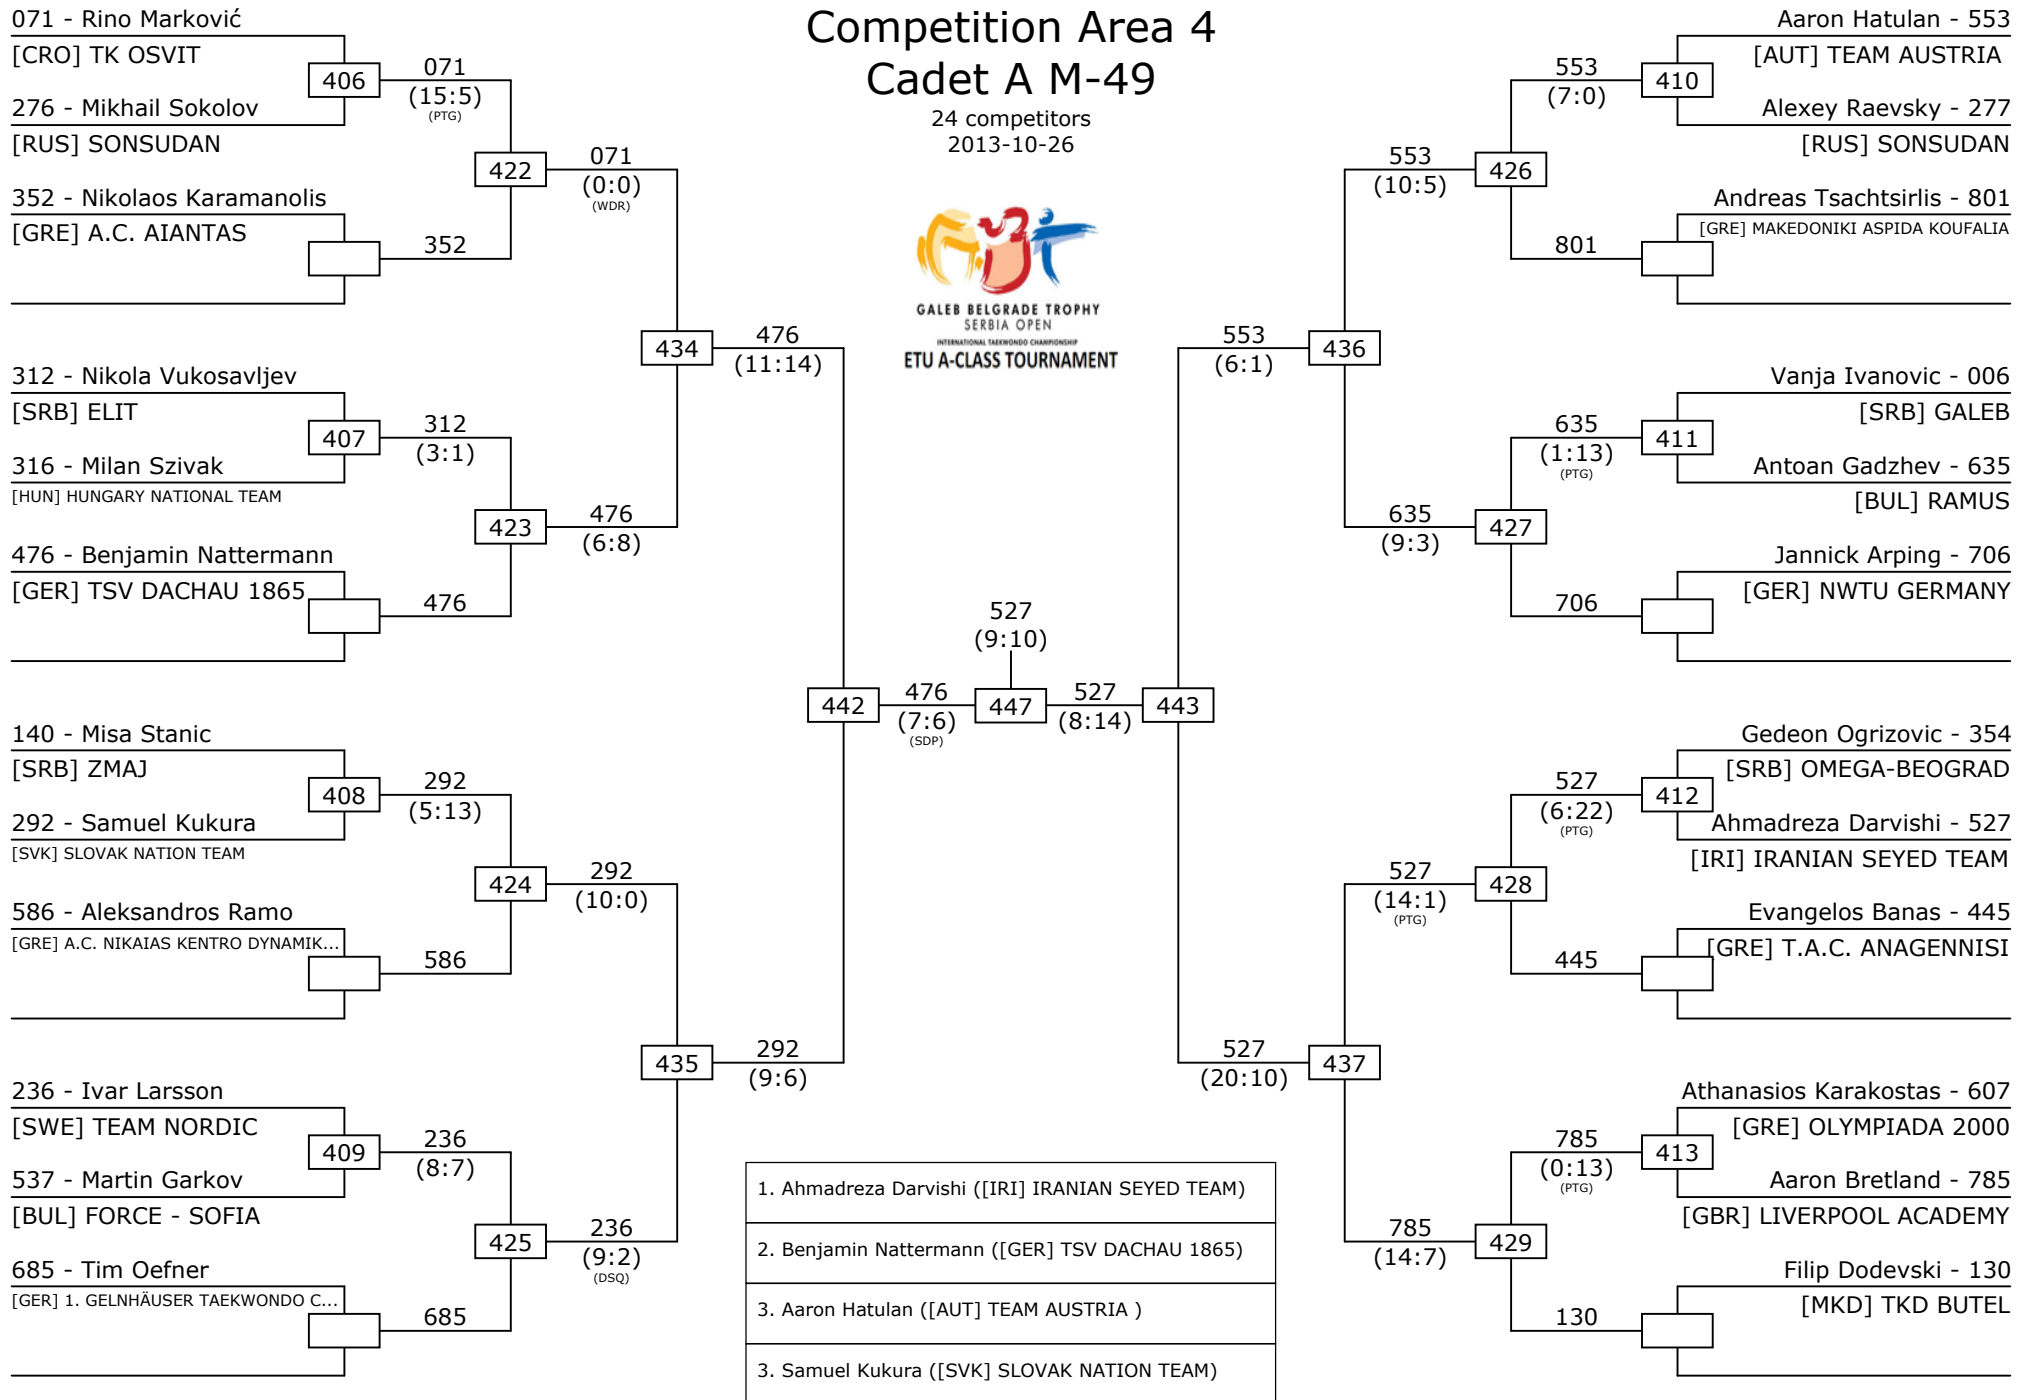 Competition Area 4
Cadet A M-49
24 competitors
2013-10-26
GALEB BELGRADE TROPHY
SERBIA OPEN
INTERNATIONAL TAEKWONDO CHAMPIONSHIP
ETU A-CLASS TOURNAMENT
071 - Rino Marković
[CRO] TK OSVIT
276 - Mikhail Sokolov
[RUS] SONSUDAN
352 - Nikolaos Karamanolis
[GRE] A.C. AIANTAS
312 - Nikola Vukosavljev
[SRB] ELIT
316 - Milan Szivak
[HUN] HUNGARY NATIONAL TEAM
476 - Benjamin Nattermann
[GER] TSV DACHAU 1865
140 - Misa Stanic
[SRB] ZMAJ
292 - Samuel Kukura
[SVK] SLOVAK NATION TEAM
586 - Aleksandros Ramo
[GRE] A.C. NIKAIAS KENTRO DYNAMIK...
236 - Ivar Larsson
[SWE] TEAM NORDIC
537 - Martin Garkov
[BUL] FORCE - SOFIA
685 - Tim Oefner
[GER] 1. GELNHÄUSER TAEKWONDO C...
406
071
(15:5)
(PTG)
352
407
312
(3:1)
476
408
292
(5:13)
586
409
236
(8:7)
685
422
071
(0:0)
(WDR)
423
476
(6:8)
424
292
(10:0)
425
236
(9:2)
(DSQ)
434
476
(11:14)
435
292
(9:6)
442
476
(7:6)
(SDP)
527
(9:10)
447
527
(8:14)
443
553
(6:1)
436
527
(20:10)
437
553
(10:5)
426
635
(9:3)
427
527
(14:1)
(PTG)
428
785
(14:7)
429
553
(7:0)
410
801
635
(1:13)
(PTG)
411
706
527
(6:22)
(PTG)
412
445
785
(0:13)
(PTG)
413
130
Aaron Hatulan - 553
[AUT] TEAM AUSTRIA
Alexey Raevsky - 277
[RUS] SONSUDAN
Andreas Tsachtsirlis - 801
[GRE] MAKEDONIKI ASPIDA KOUFALIA
Vanja Ivanovic - 006
[SRB] GALEB
Antoan Gadzhev - 635
[BUL] RAMUS
Jannick Arping - 706
[GER] NWTU GERMANY
Gedeon Ogrizovic - 354
[SRB] OMEGA-BEOGRAD
Ahmadreza Darvishi - 527
[IRI] IRANIAN SEYED TEAM
Evangelos Banas - 445
[GRE] T.A.C. ANAGENNISI
Athanasios Karakostas - 607
[GRE] OLYMPIADA 2000
Aaron Bretland - 785
[GBR] LIVERPOOL ACADEMY
Filip Dodevski - 130
[MKD] TKD BUTEL
1. Ahmadreza Darvishi ([IRI] IRANIAN SEYED TEAM)
2. Benjamin Nattermann ([GER] TSV DACHAU 1865)
3. Aaron Hatulan ([AUT] TEAM AUSTRIA )
3. Samuel Kukura ([SVK] SLOVAK NATION TEAM)